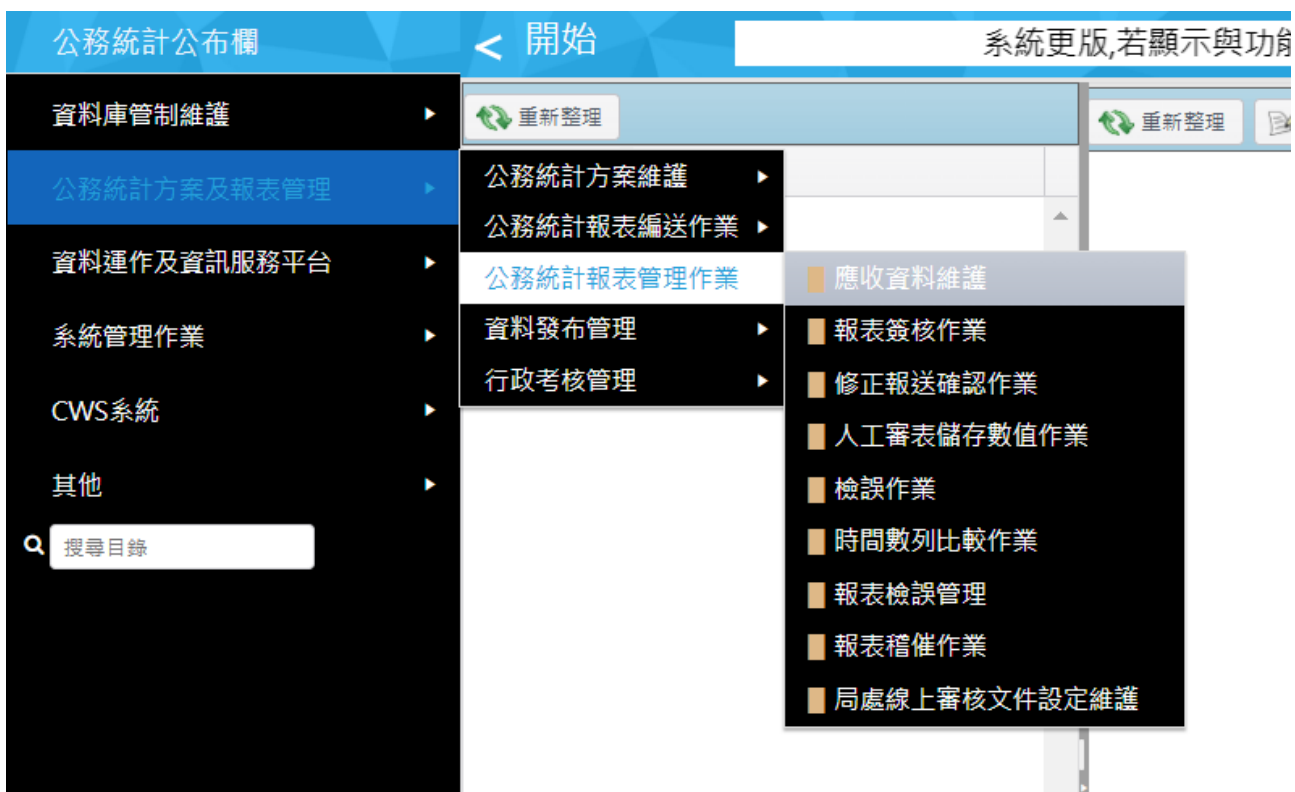 公務統計公布欄
< 開始
系統更版,若顯示與功能
資料庫管制維護
公務統計方案及報表管理
資料運作及資訊服務平台
系統管理作業
CWS系統
其他
搜尋目錄
重新整理
重新整理
公務統計方案維護
公務統計報表編送作業
公務統計報表管理作業
資料發布管理
行政考核管理
應收資料維護
報表簽核作業
修正報送確認作業
人工審表儲存數值作業
檢誤作業
時間數列比較作業
報表檢誤管理
報表稽催作業
局處線上審核文件設定維護